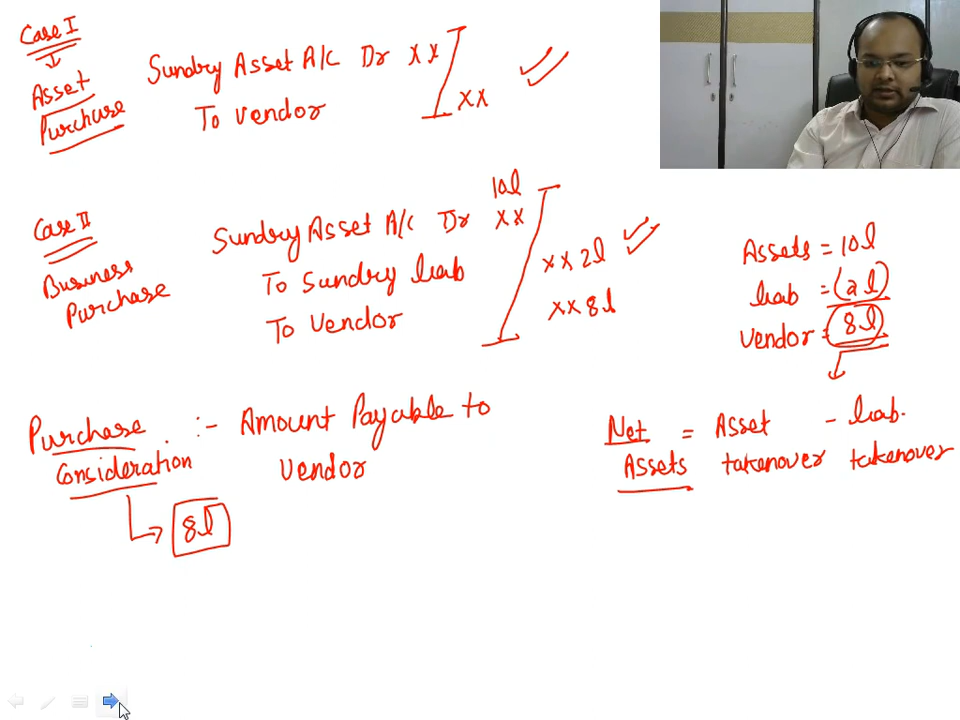 Case I
Asset
Purchase
Sundry Asset A/C Dr xx
To vendor xx
Case II
Business
Purchase
10l
Sundry Asset A/C Dr xx
To Sundry liab xx 2l
To Vendor xx 8l
Assets = 10l
liab = (2l)
vendor = 8l
Purchase :- Amount Payable to
Consideration vendor
8l
Net = Asset - liab.
Assets takenover takenover